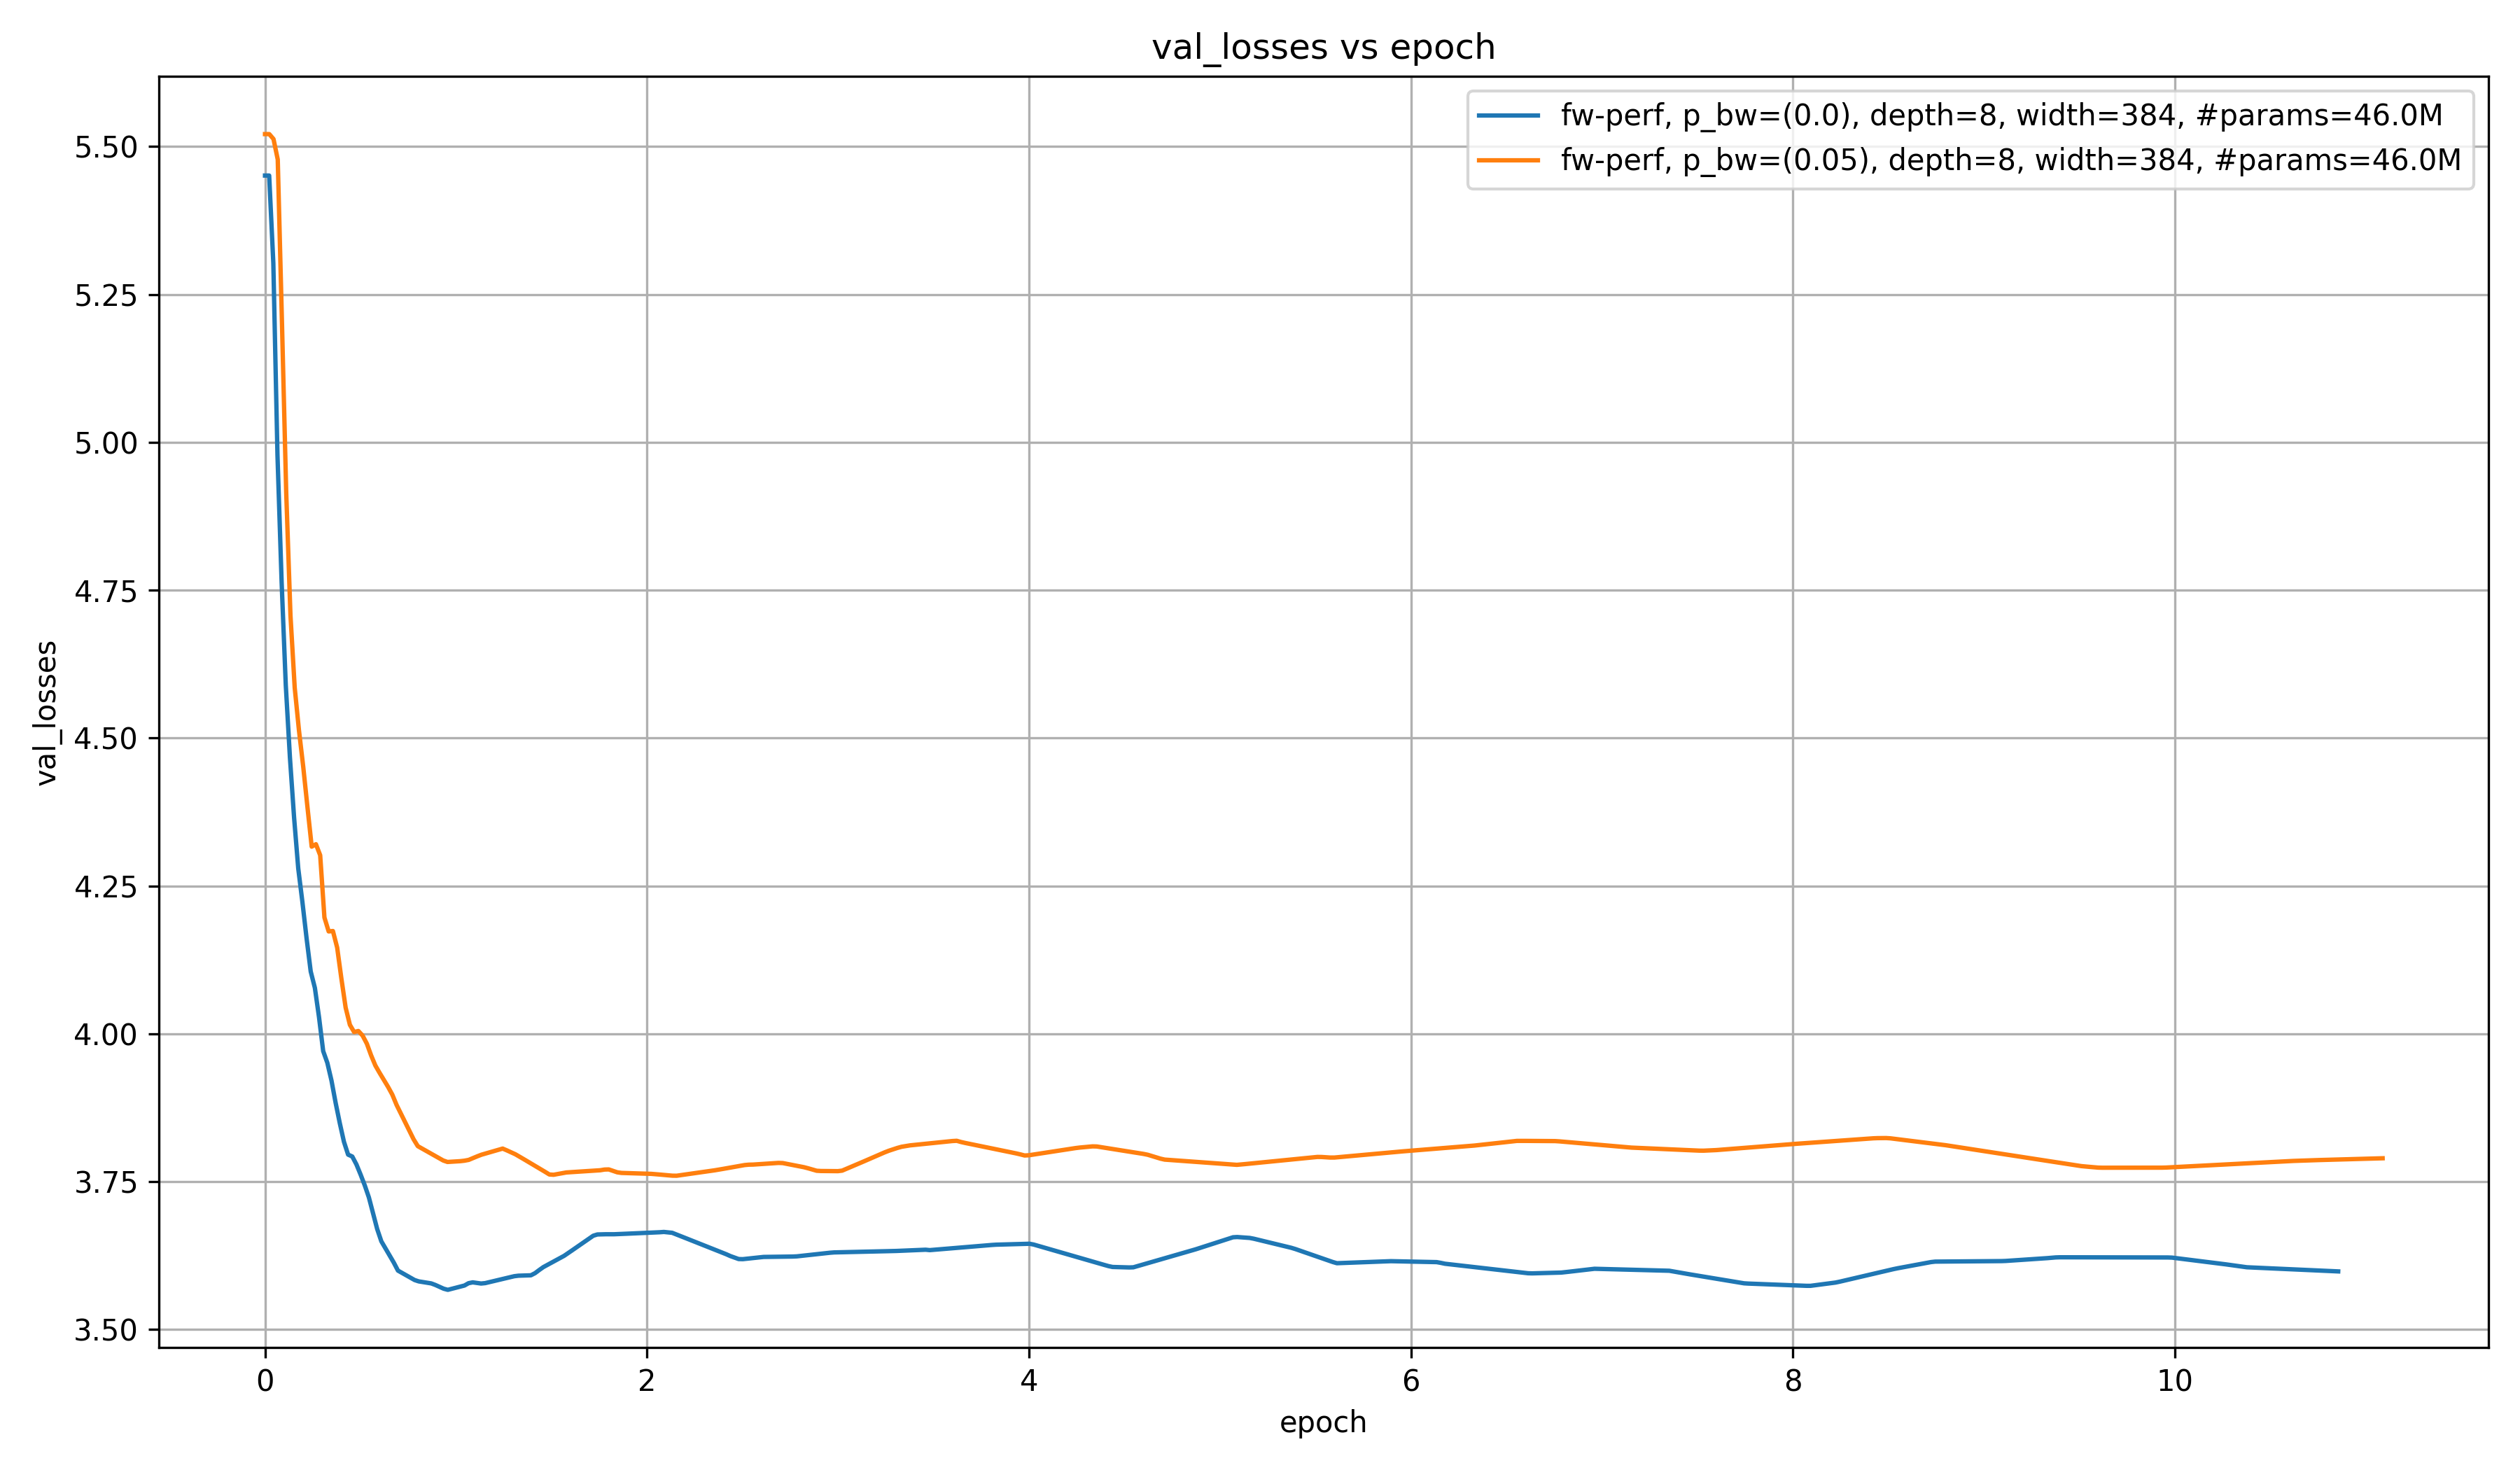 val_losses vs epoch
fw-perf, p_bw=(0.0), depth=8, width=384, #params=46.0M
fw-perf, p_bw=(0.05), depth=8, width=384, #params=46.0M
val_losses
5.50
5.25
5.00
4.75
4.50
4.25
4.00
3.75
3.50
0 2 4 6 8 10
epoch